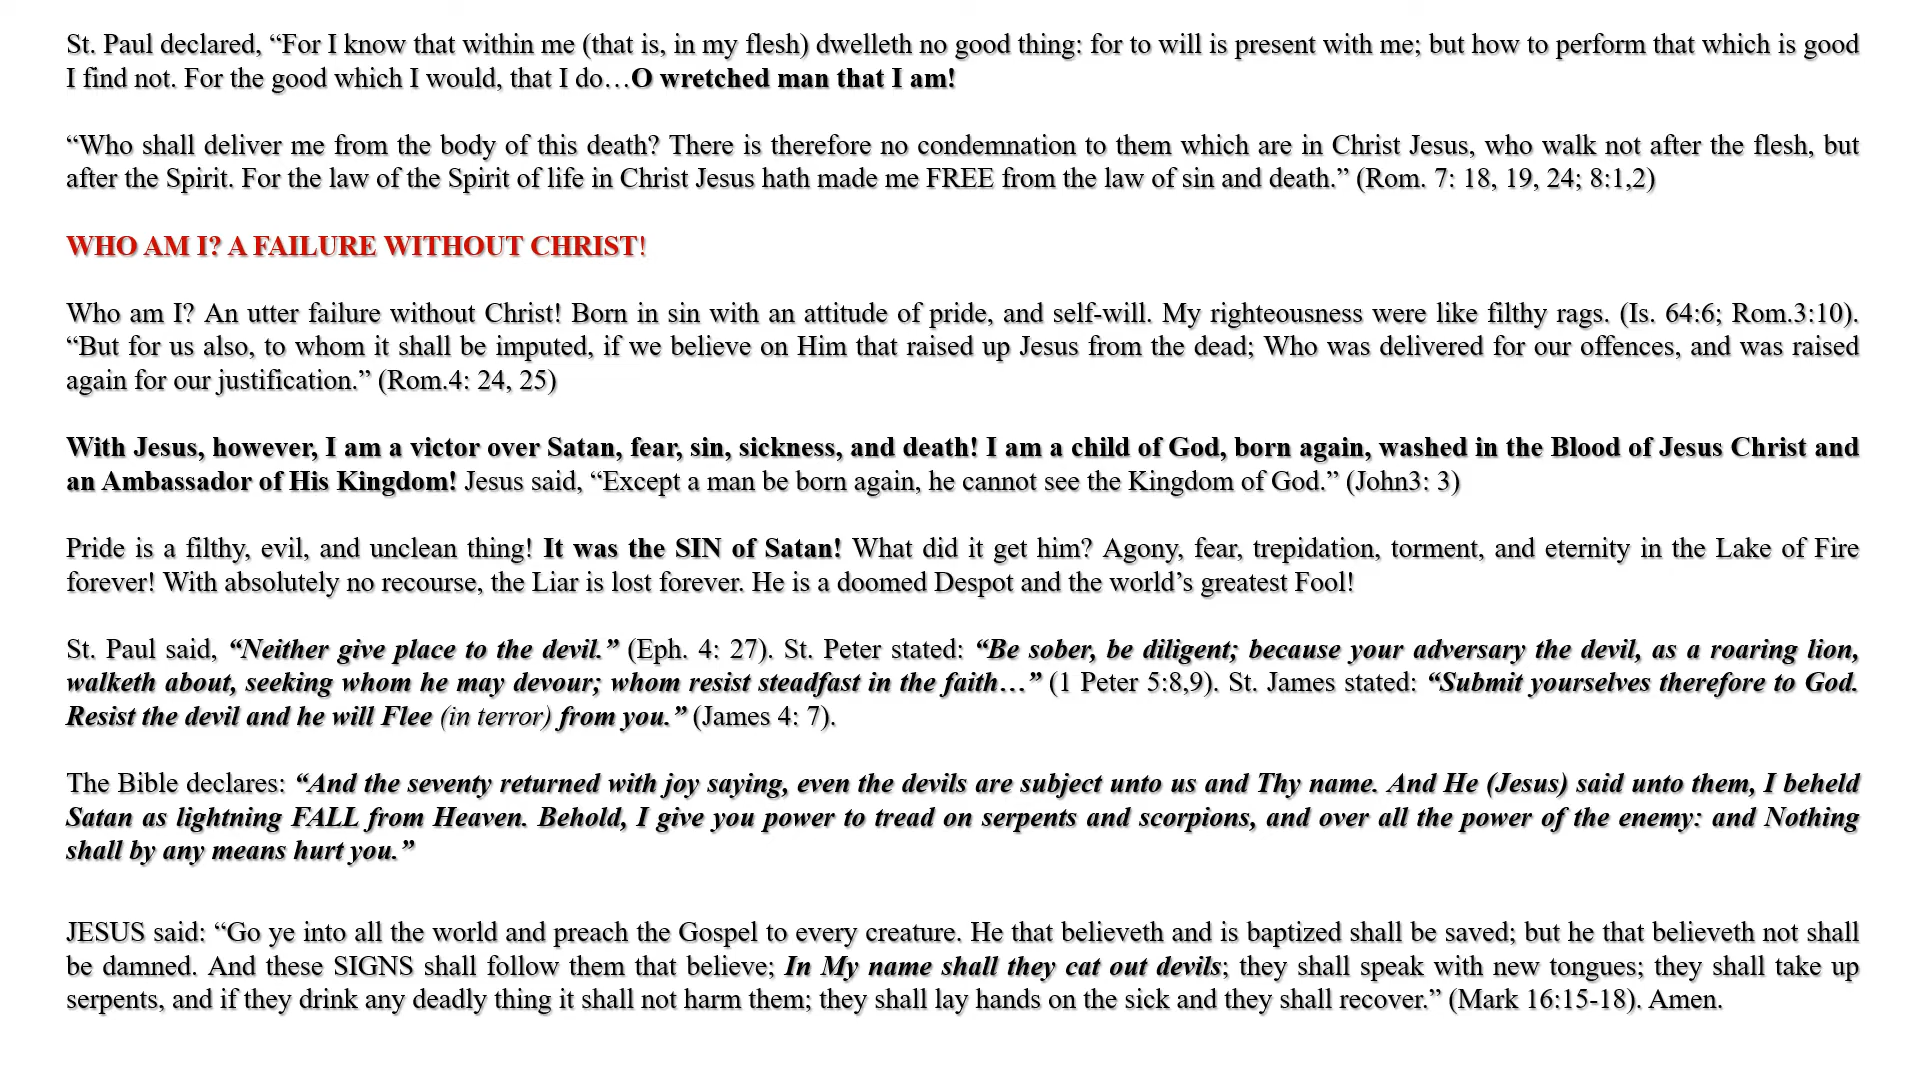 St. Paul declared, “For I know that within me (that is, in my flesh) dwelleth no good thing: for to will is present with me; but how to perform that which is good
I find not. For the good which I would, that I do…O wretched man that I am!
“Who shall deliver me from the body of this death? There is therefore no condemnation to them which are in Christ Jesus, who walk not after the flesh, but
after the Spirit. For the law of the Spirit of life in Christ Jesus hath made me FREE from the law of sin and death.” (Rom. 7: 18, 19, 24; 8:1,2)
WHO AM I? A FAILURE WITHOUT CHRIST!
Who am I? An utter failure without Christ! Born in sin with an attitude of pride, and self-will. My righteousness were like filthy rags. (Is. 64:6; Rom.3:10).
“But for us also, to whom it shall be imputed, if we believe on Him that raised up Jesus from the dead; Who was delivered for our offences, and was raised
again for our justification.” (Rom.4: 24, 25)
With Jesus, however, I am a victor over Satan, fear, sin, sickness, and death! I am a child of God, born again, washed in the Blood of Jesus Christ and
an Ambassador of His Kingdom! Jesus said, “Except a man be born again, he cannot see the Kingdom of God.” (John3: 3)
Pride is a filthy, evil, and unclean thing! It was the SIN of Satan! What did it get him? Agony, fear, trepidation, torment, and eternity in the Lake of Fire
forever! With absolutely no recourse, the Liar is lost forever. He is a doomed Despot and the world’s greatest Fool!
St. Paul said, “Neither give place to the devil.” (Eph. 4: 27). St. Peter stated: “Be sober, be diligent; because your adversary the devil, as a roaring lion,
walketh about, seeking whom he may devour; whom resist steadfast in the faith…” (1 Peter 5:8,9). St. James stated: “Submit yourselves therefore to God.
Resist the devil and he will Flee (in terror) from you.” (James 4: 7).
The Bible declares: “And the seventy returned with joy saying, even the devils are subject unto us and Thy name. And He (Jesus) said unto them, I beheld
Satan as lightning FALL from Heaven. Behold, I give you power to tread on serpents and scorpions, and over all the power of the enemy: and Nothing
shall by any means hurt you.”
JESUS said: “Go ye into all the world and preach the Gospel to every creature. He that believeth and is baptized shall be saved; but he that believeth not shall
be damned. And these SIGNS shall follow them that believe; In My name shall they cat out devils; they shall speak with new tongues; they shall take up
serpents, and if they drink any deadly thing it shall not harm them; they shall lay hands on the sick and they shall recover.” (Mark 16:15-18). Amen.